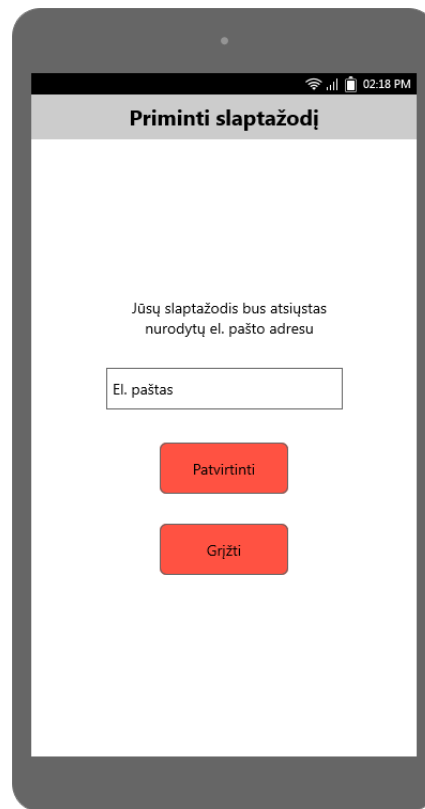 02:18 PM
Priminti slaptažodį
Jūsų slaptažodis bus atsiųstas
nurodytų el. pašto adresu
El. paštas
Patvirtinti
Grįžti